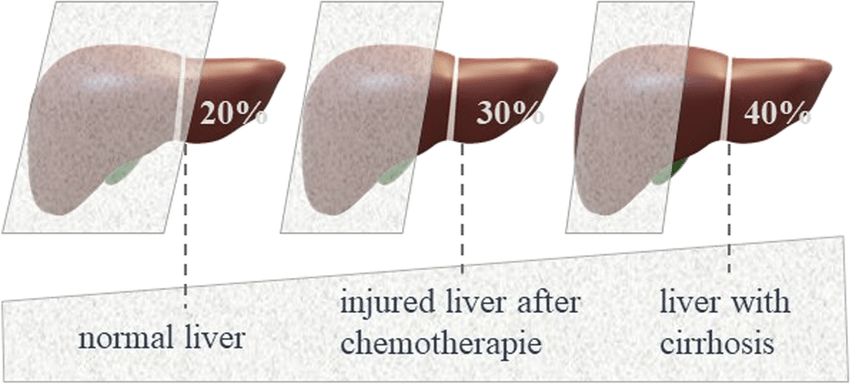 20%
30%
40%
normal liver
injured liver after
chemotherapie
liver with
cirrhosis